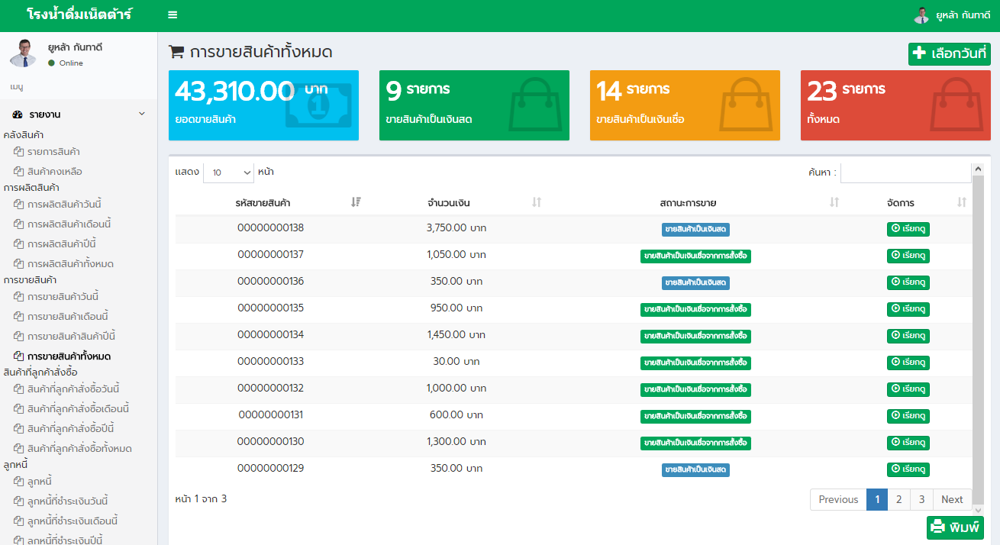 โรงน้ำดื่มเน็ตต้าร์
ยูหล้า กันทาดี
ยูหล้า กันทาดี
Online
เมนู
รายงาน
คลังสินค้า
รายการสินค้า
สินค้าคงเหลือ
การผลิตสินค้า
การผลิตสินค้าวันนี้
การผลิตสินค้าเดือนนี้
การผลิตสินค้าปีนี้
การผลิตสินค้าทั้งหมด
การขายสินค้า
การขายสินค้าวันนี้
การขายสินค้าเดือนนี้
การขายสินค้าสินค้าปีนี้
การขายสินค้าทั้งหมด
สินค้าที่ลูกค้าสั่งซื้อ
สินค้าที่ลูกค้าสั่งซื้อวันนี้
สินค้าที่ลูกค้าสั่งซื้อเดือนนี้
สินค้าที่ลูกค้าสั่งซื้อปีนี้
สินค้าที่ลูกค้าสั่งซื้อทั้งหมด
ลูกหนี้
ลูกหนี้
ลูกหนี้ที่ชำระเงินวันนี้
ลูกหนี้ที่ชำระเงินเดือนนี้
ลูกหนี้ที่ชำระเงินปีนี้
การขายสินค้าทั้งหมด
เลือกวันที่
43,310.00 บาท
ยอดขายสินค้า
9 รายการ
ขายสินค้าเป็นเงินสด
14 รายการ
ขายสินค้าเป็นเงินเชื่อ
23 รายการ
ทั้งหมด
แสดง 10 หน้า
ค้นหา :
รหัสขายสินค้า จำนวนเงิน สถานะการขาย จัดการ
00000000138 3,750.00 บาท ขายสินค้าเป็นเงินสด เรียกดู
00000000137 1,050.00 บาท ขายสินค้าเป็นเงินเชื่อจากการสั่งซื้อ เรียกดู
00000000136 350.00 บาท ขายสินค้าเป็นเงินสด เรียกดู
00000000135 950.00 บาท ขายสินค้าเป็นเงินเชื่อจากการสั่งซื้อ เรียกดู
00000000134 1,450.00 บาท ขายสินค้าเป็นเงินเชื่อจากการสั่งซื้อ เรียกดู
00000000133 30.00 บาท ขายสินค้าเป็นเงินเชื่อจากการสั่งซื้อ เรียกดู
00000000132 1,000.00 บาท ขายสินค้าเป็นเงินเชื่อจากการสั่งซื้อ เรียกดู
00000000131 600.00 บาท ขายสินค้าเป็นเงินเชื่อจากการสั่งซื้อ เรียกดู
00000000130 1,300.00 บาท ขายสินค้าเป็นเงินเชื่อจากการสั่งซื้อ เรียกดู
00000000129 350.00 บาท ขายสินค้าเป็นเงินสด เรียกดู
หน้า 1 จาก 3
Previous 1 2 3 Next
พิมพ์